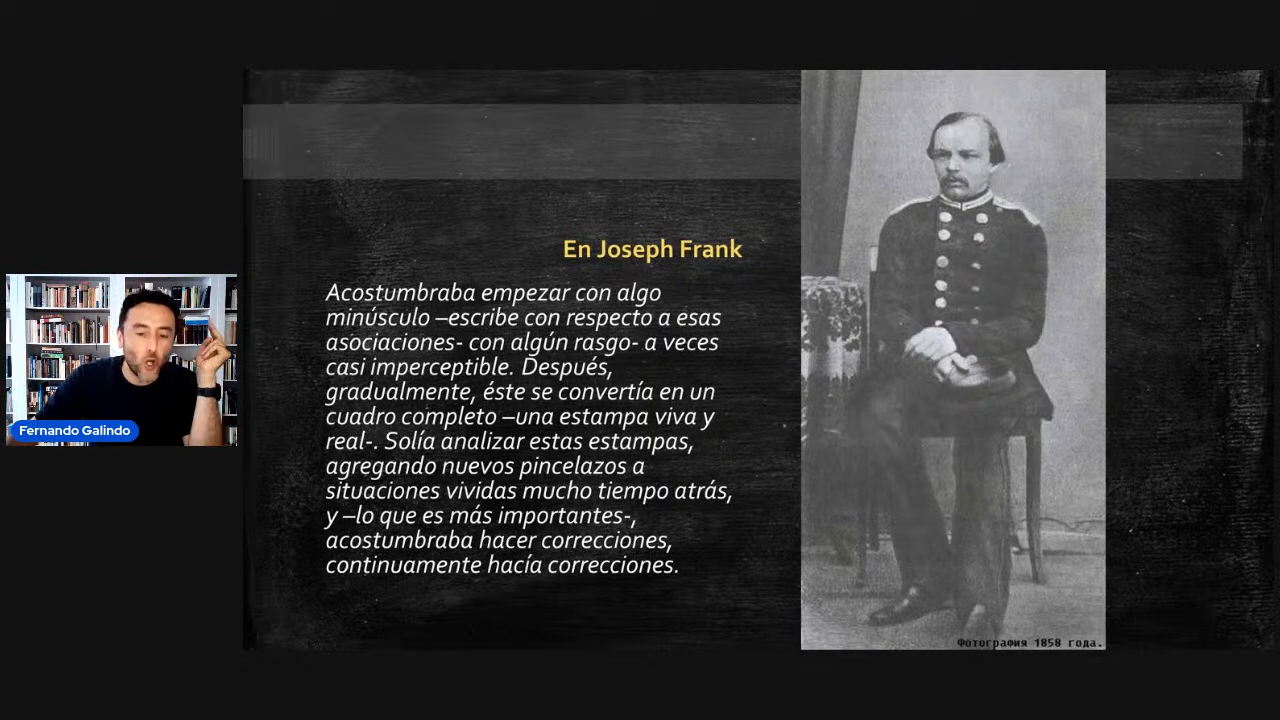 En Joseph Frank
Acostumbraba empezar con algo
minúsculo –escribe con respecto a esas
asociaciones- con algún rasgo- a veces
casi imperceptible. Después,
gradualmente, éste se convertía en un
cuadro completo –una estampa viva y
real-. Solía analizar estas estampas,
agregando nuevos pincelazos a
situaciones vividas mucho tiempo atrás,
y –lo que es más importantes-,
acostumbraba hacer correcciones,
continuamente hacía correcciones.
Fernando Galindo
Фотография 1858 года.